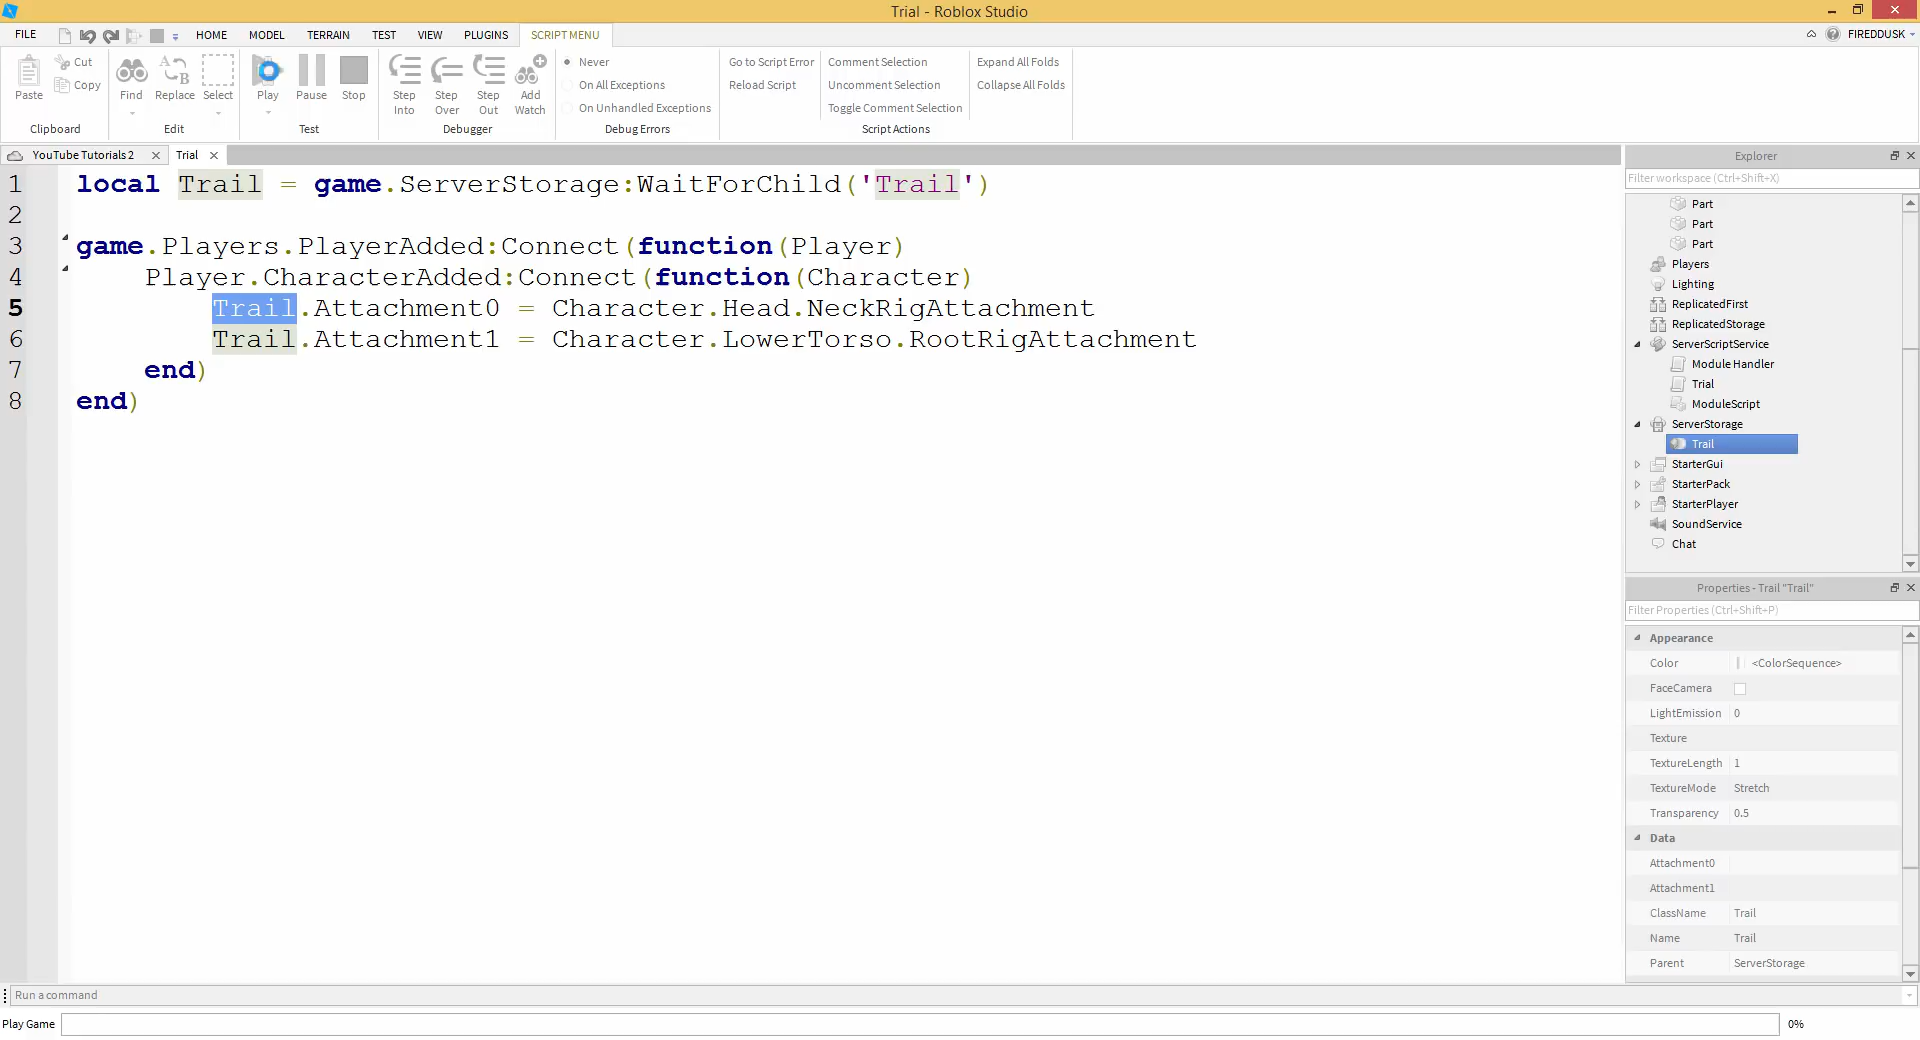 Trial - Roblox Studio
FILE HOME MODEL TERRAIN TEST VIEW PLUGINS SCRIPT MENU FIREDDUSK
Paste Cut Copy
Clipboard
Find Replace Select
Edit
Play Pause Stop
Test
Step Into Step Over Step Out Add Watch
Debugger
Never
On All Exceptions
On Unhandled Exceptions
Debug Errors
Go to Script Error
Reload Script
Comment Selection
Uncomment Selection
Toggle Comment Selection
Expand All Folds
Collapse All Folds
Script Actions
YouTube Tutorials 2 Trial
1 local Trail = game.ServerStorage:WaitForChild('Trail')
2
3 game.Players.PlayerAdded:Connect(function(Player)
4 Player.CharacterAdded:Connect(function(Character)
5 Trail.Attachment0 = Character.Head.NeckRigAttachment
6 Trail.Attachment1 = Character.LowerTorso.RootRigAttachment
7 end)
8 end)
Explorer
Filter workspace (Ctrl+Shift+X)
Part
Part
Part
Players
Lighting
ReplicatedFirst
ReplicatedStorage
ServerScriptService
Module Handler
Trial
ModuleScript
ServerStorage
Trail
StarterGui
StarterPack
StarterPlayer
SoundService
Chat
Properties - Trail "Trail"
Filter Properties (Ctrl+Shift+P)
Appearance
Color <ColorSequence>
FaceCamera
LightEmission 0
Texture
TextureLength 1
TextureMode Stretch
Transparency 0.5
Data
Attachment0
Attachment1
ClassName Trail
Name Trail
Parent ServerStorage
Run a command
Play Game 0%